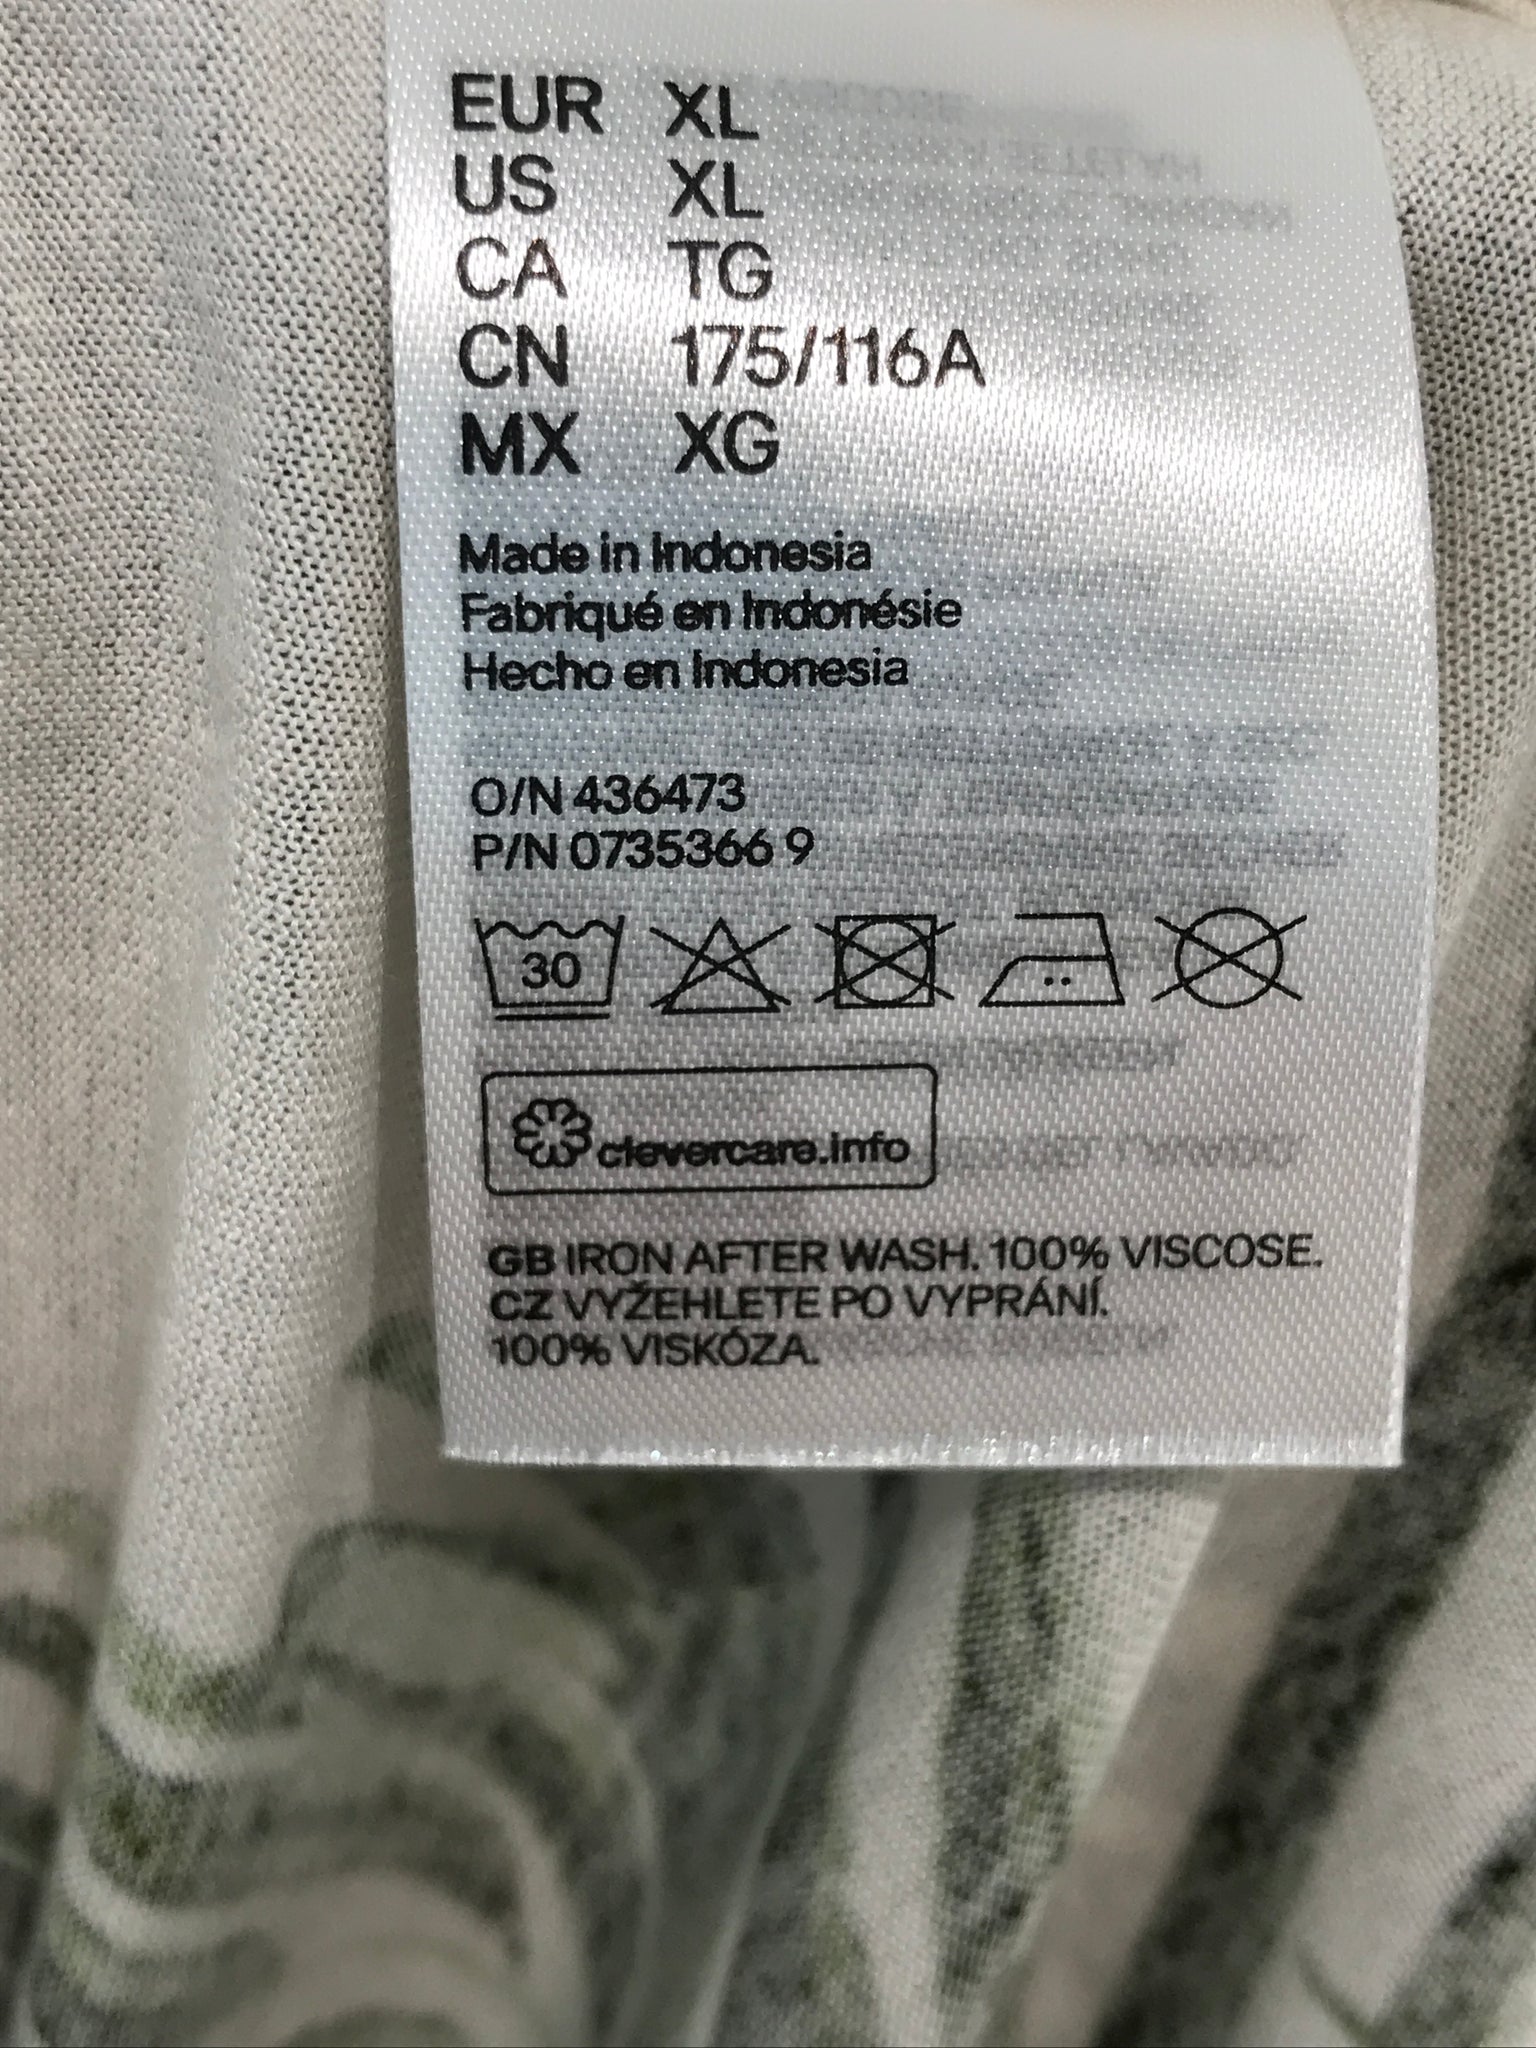 EUR XL
US XL
CA TG
CN 175/116A
MX XG
Made in Indonesia
Fabriqué en Indonésie
Hecho en Indonesia
O/N 436473
P/N 0735366 9
30
clevercare.info
GB IRON AFTER WASH. 100% VISCOSE.
CZ VYŽEHLETE PO VYPRÁNÍ.
100% VISKÓZA.